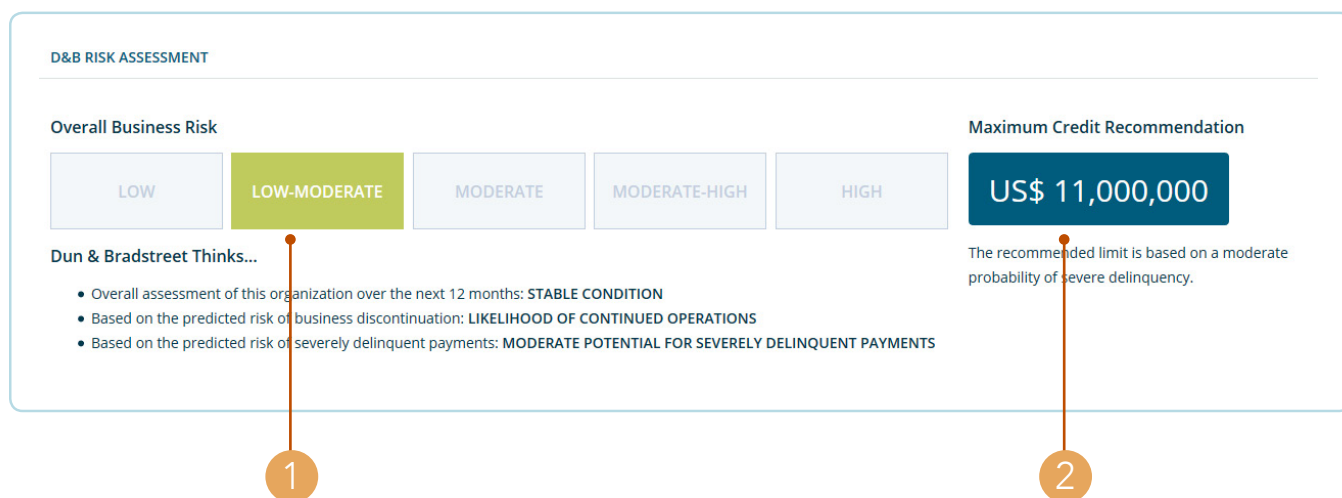 D&B RISK ASSESSMENT
Overall Business Risk
LOW
LOW-MODERATE
MODERATE
MODERATE-HIGH
HIGH
Dun & Bradstreet Thinks...
• Overall assessment of this organization over the next 12 months: STABLE CONDITION
• Based on the predicted risk of business discontinuation: LIKELIHOOD OF CONTINUED OPERATIONS
• Based on the predicted risk of severely delinquent payments: MODERATE POTENTIAL FOR SEVERELY DELINQUENT PAYMENTS
Maximum Credit Recommendation
US$ 11,000,000
The recommended limit is based on a moderate
probability of severe delinquency.
1
2